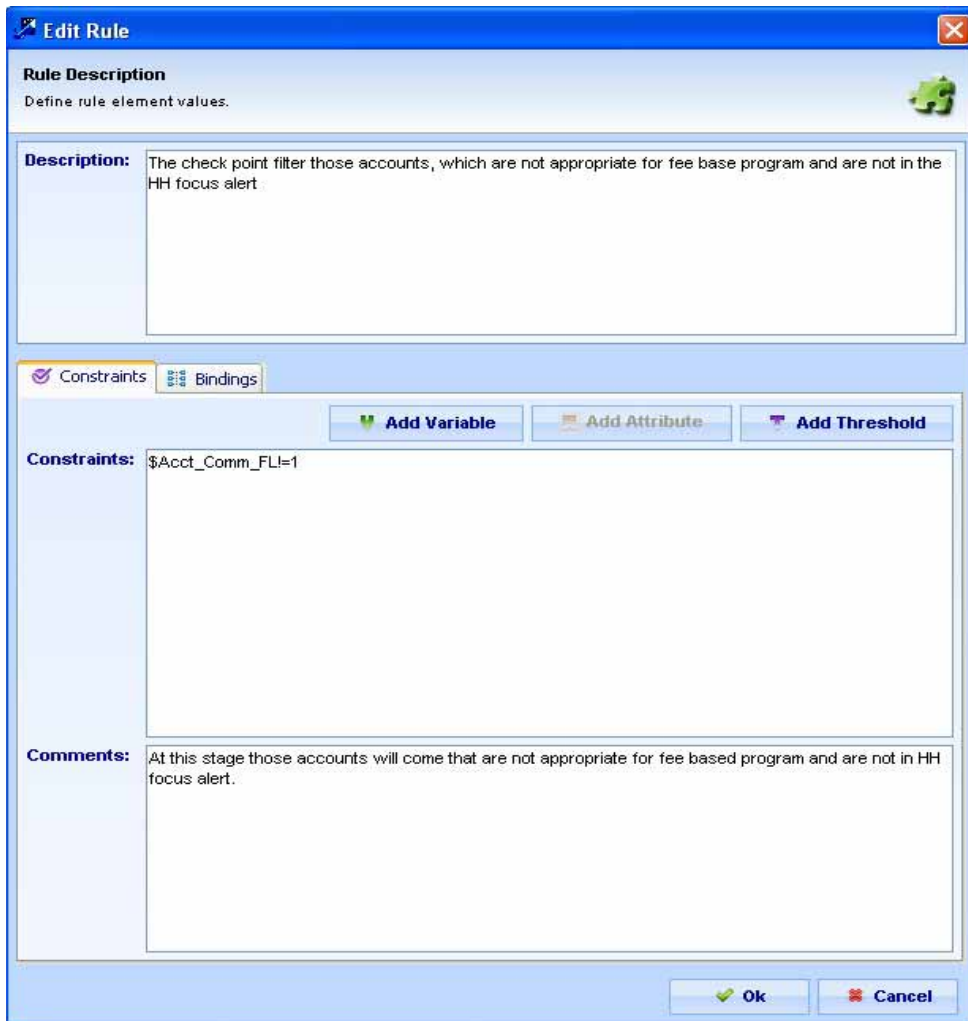 Edit Rule
Rule Description
Define rule element values.
Description:
The check point filter those accounts, which are not appropriate for fee base program and are not in the
HH focus alert
Constraints
Bindings
Add Variable
Add Attribute
Add Threshold
Constraints:
$Acct_Comm_FL!=1
Comments:
At this stage those accounts will come that are not appropriate for fee based program and are not in HH
focus alert.
Ok
Cancel